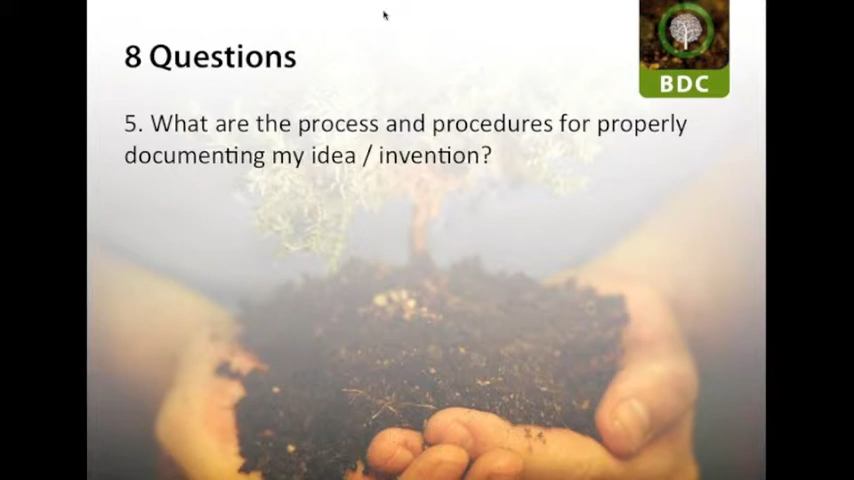 8 Questions
BDC
5. What are the process and procedures for properly
documenting my idea / invention?